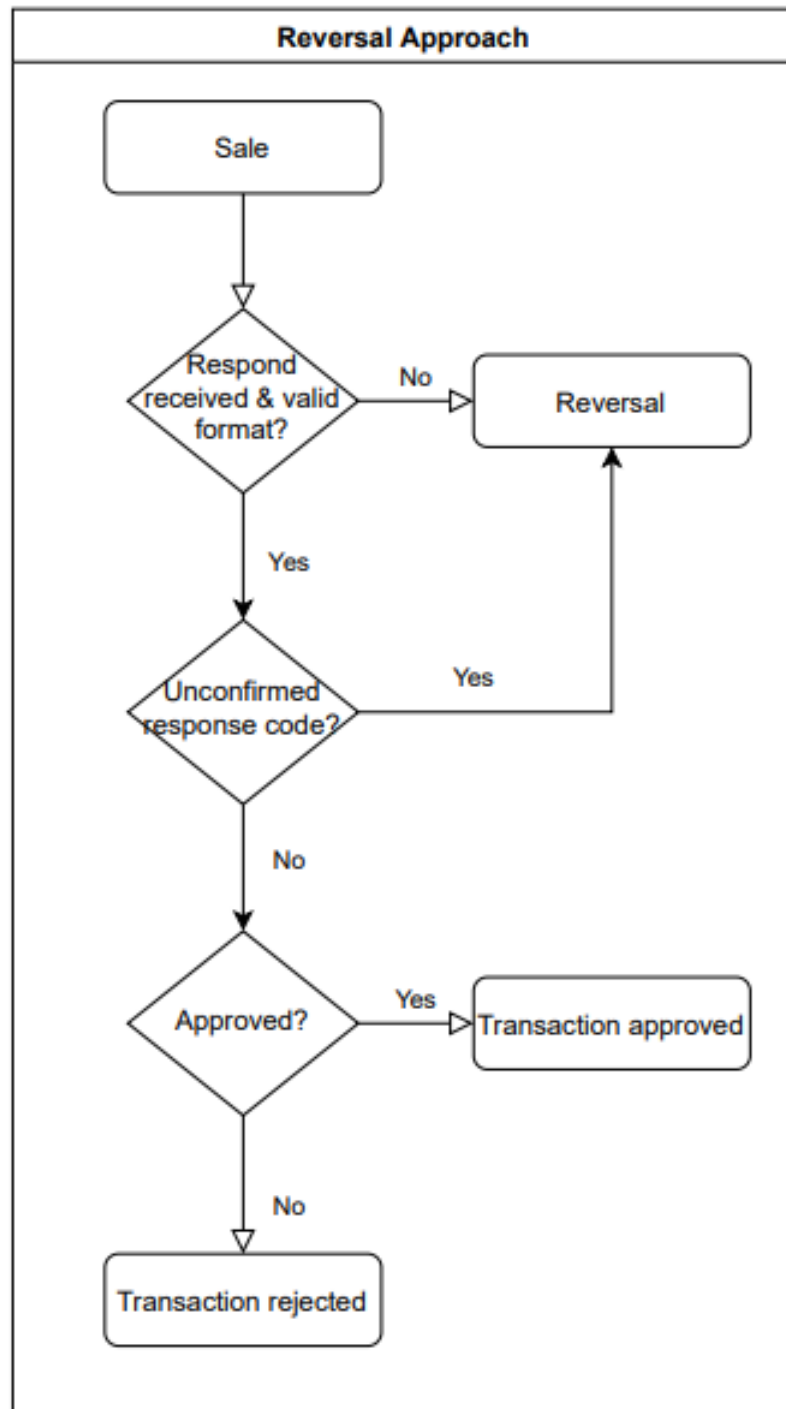 Reversal Approach
Sale
Respond
received & valid
format?
No
Reversal
Yes
Unconfirmed
response code?
Yes
No
Approved?
Yes
Transaction approved
No
Transaction rejected